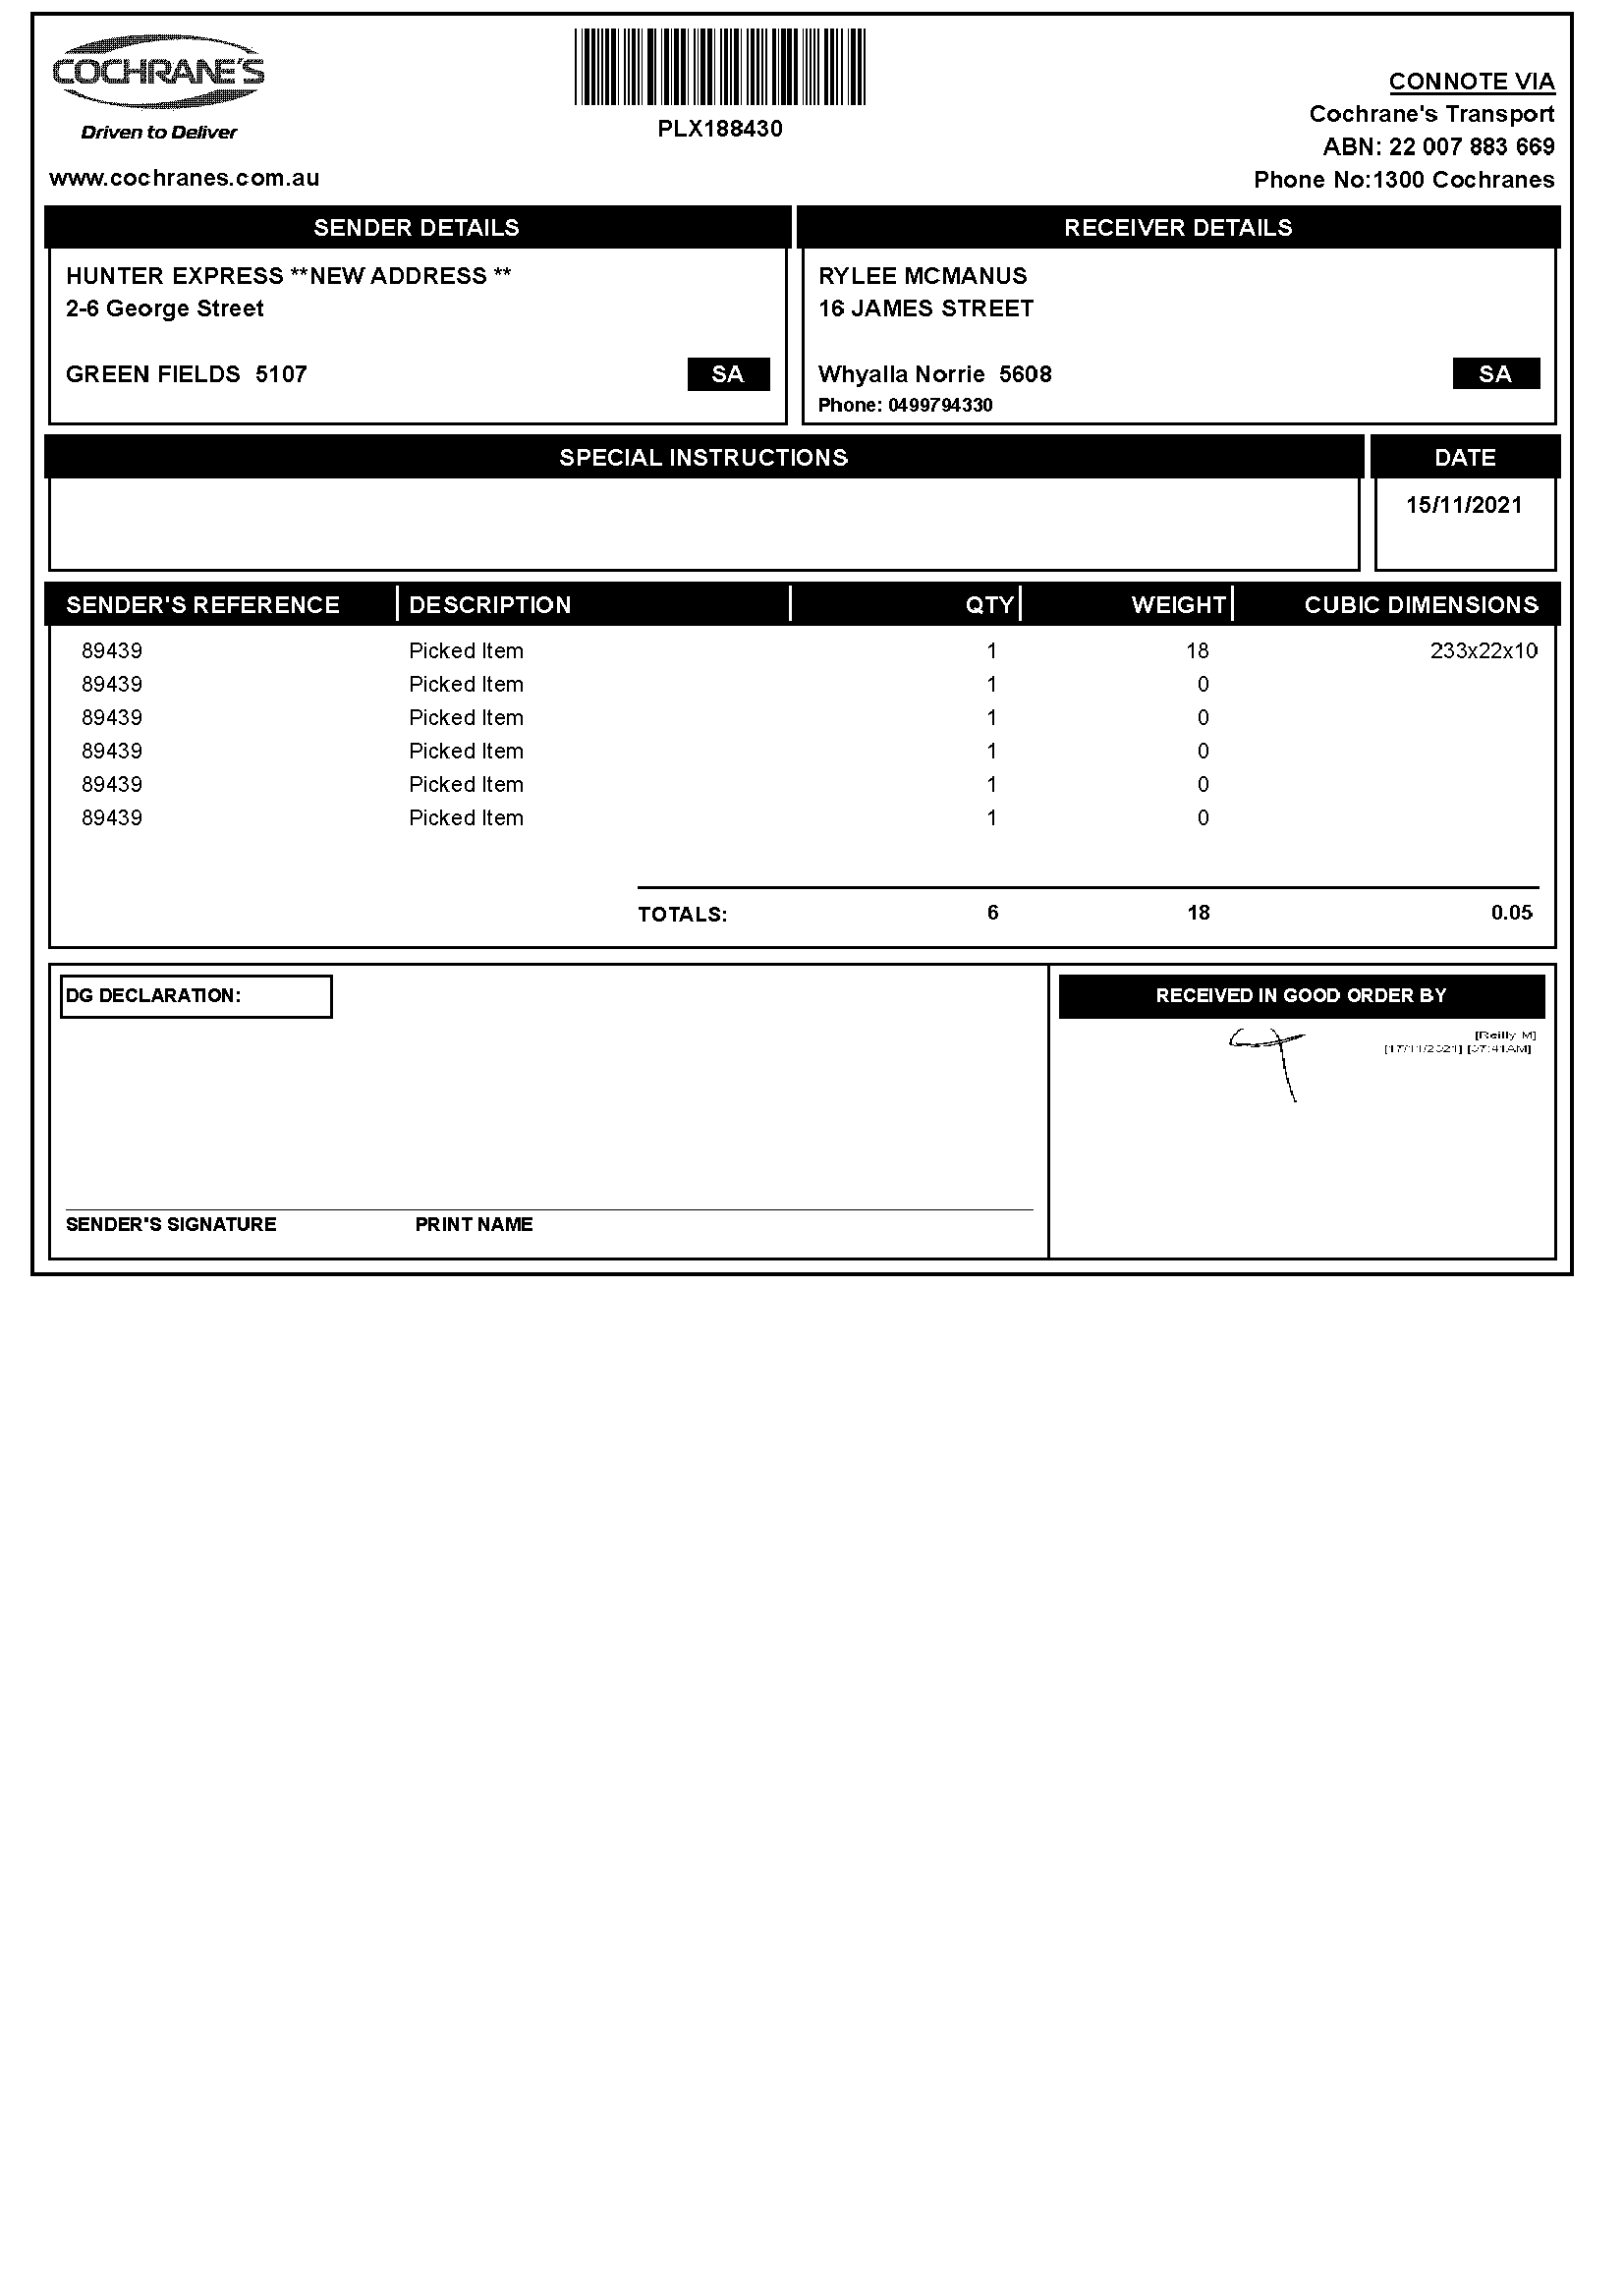 COCHRANE'S
Driven to Deliver
www.cochranes.com.au
PLX188430
CONNOTE VIA
Cochrane's Transport
ABN: 22 007 883 669
Phone No:1300 Cochranes
SENDER DETAILS
HUNTER EXPRESS **NEW ADDRESS **
2-6 George Street
GREEN FIELDS 5107 SA
RECEIVER DETAILS
RYLEE MCMANUS
16 JAMES STREET
Whyalla Norrie 5608 SA
Phone: 0499794330
SPECIAL INSTRUCTIONS
DATE
15/11/2021
SENDER'S REFERENCE DESCRIPTION QTY WEIGHT CUBIC DIMENSIONS
89439 Picked Item 1 18 233x22x10
89439 Picked Item 1 0
89439 Picked Item 1 0
89439 Picked Item 1 0
89439 Picked Item 1 0
89439 Picked Item 1 0
TOTALS: 6 18 0.05
DG DECLARATION:
SENDER'S SIGNATURE PRINT NAME
RECEIVED IN GOOD ORDER BY
[Reilly M]
[17/11/2021] [07:41AM]